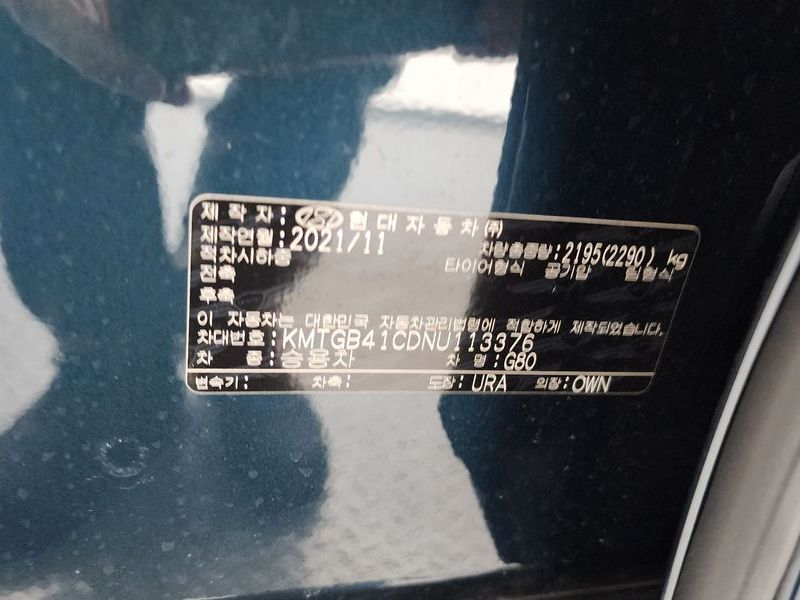 제 작 자 : 현대자동차(주)
제작연월 : 2021/11 차량총중량 : 2195(2290) kg
적차시하중 타이어형식 공기압 림형식
전축
후축
이 자동차는 대한민국 자동차관리법령에 적합하게 제작되었습니다.
차대번호 : KMTGB41CDNU113376
차 종 : 승용차 차 명 : G80
변속기 : 차축 : 도장 : URA 의장 : OWN